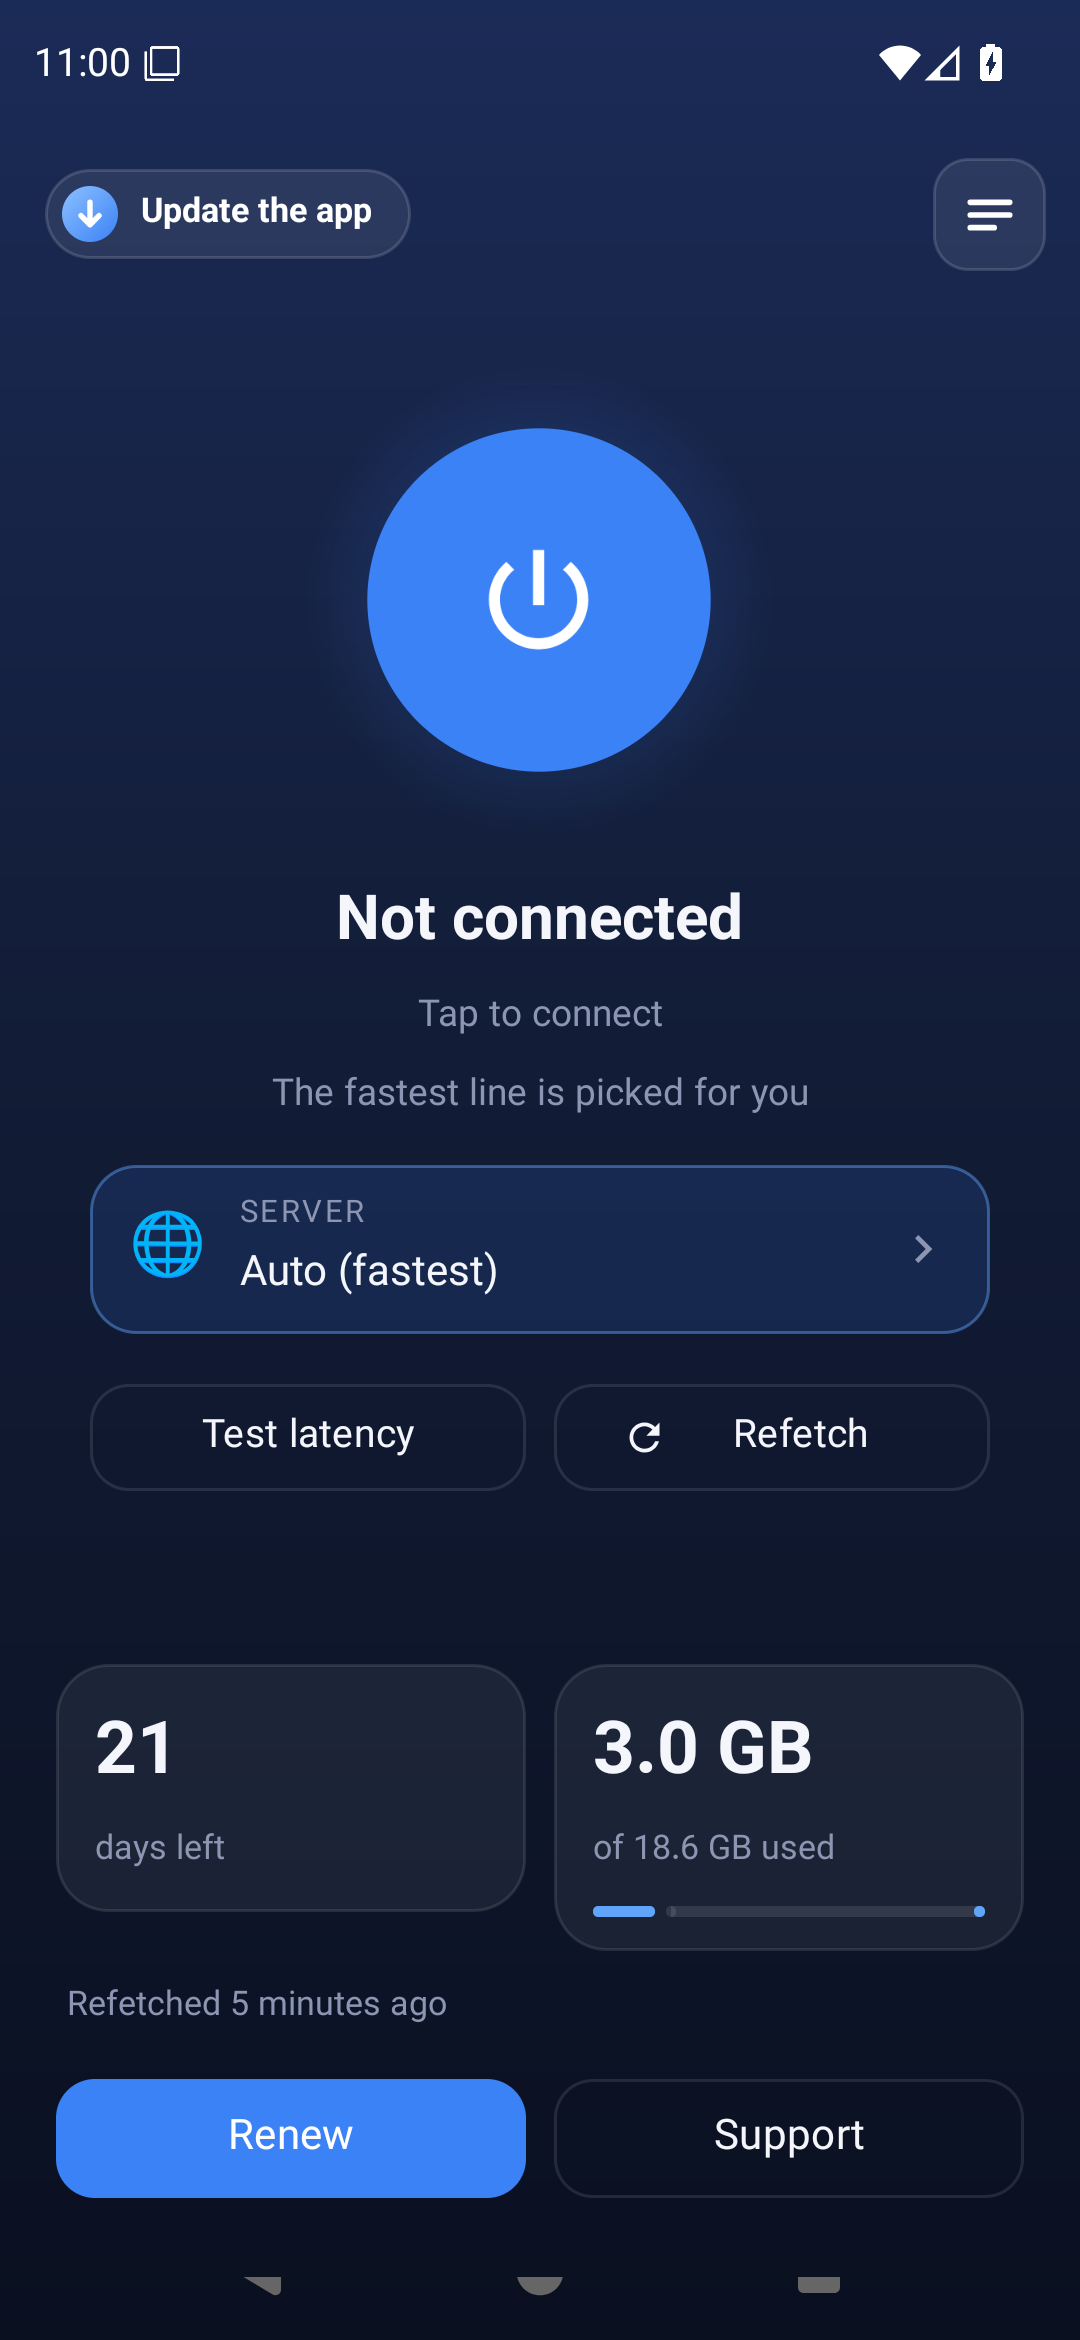 11:00
Update the app
Not connected
Tap to connect
The fastest line is picked for you
SERVER
Auto (fastest)
Test latency
Refetch
21
days left
3.0 GB
of 18.6 GB used
Refetched 5 minutes ago
Renew
Support